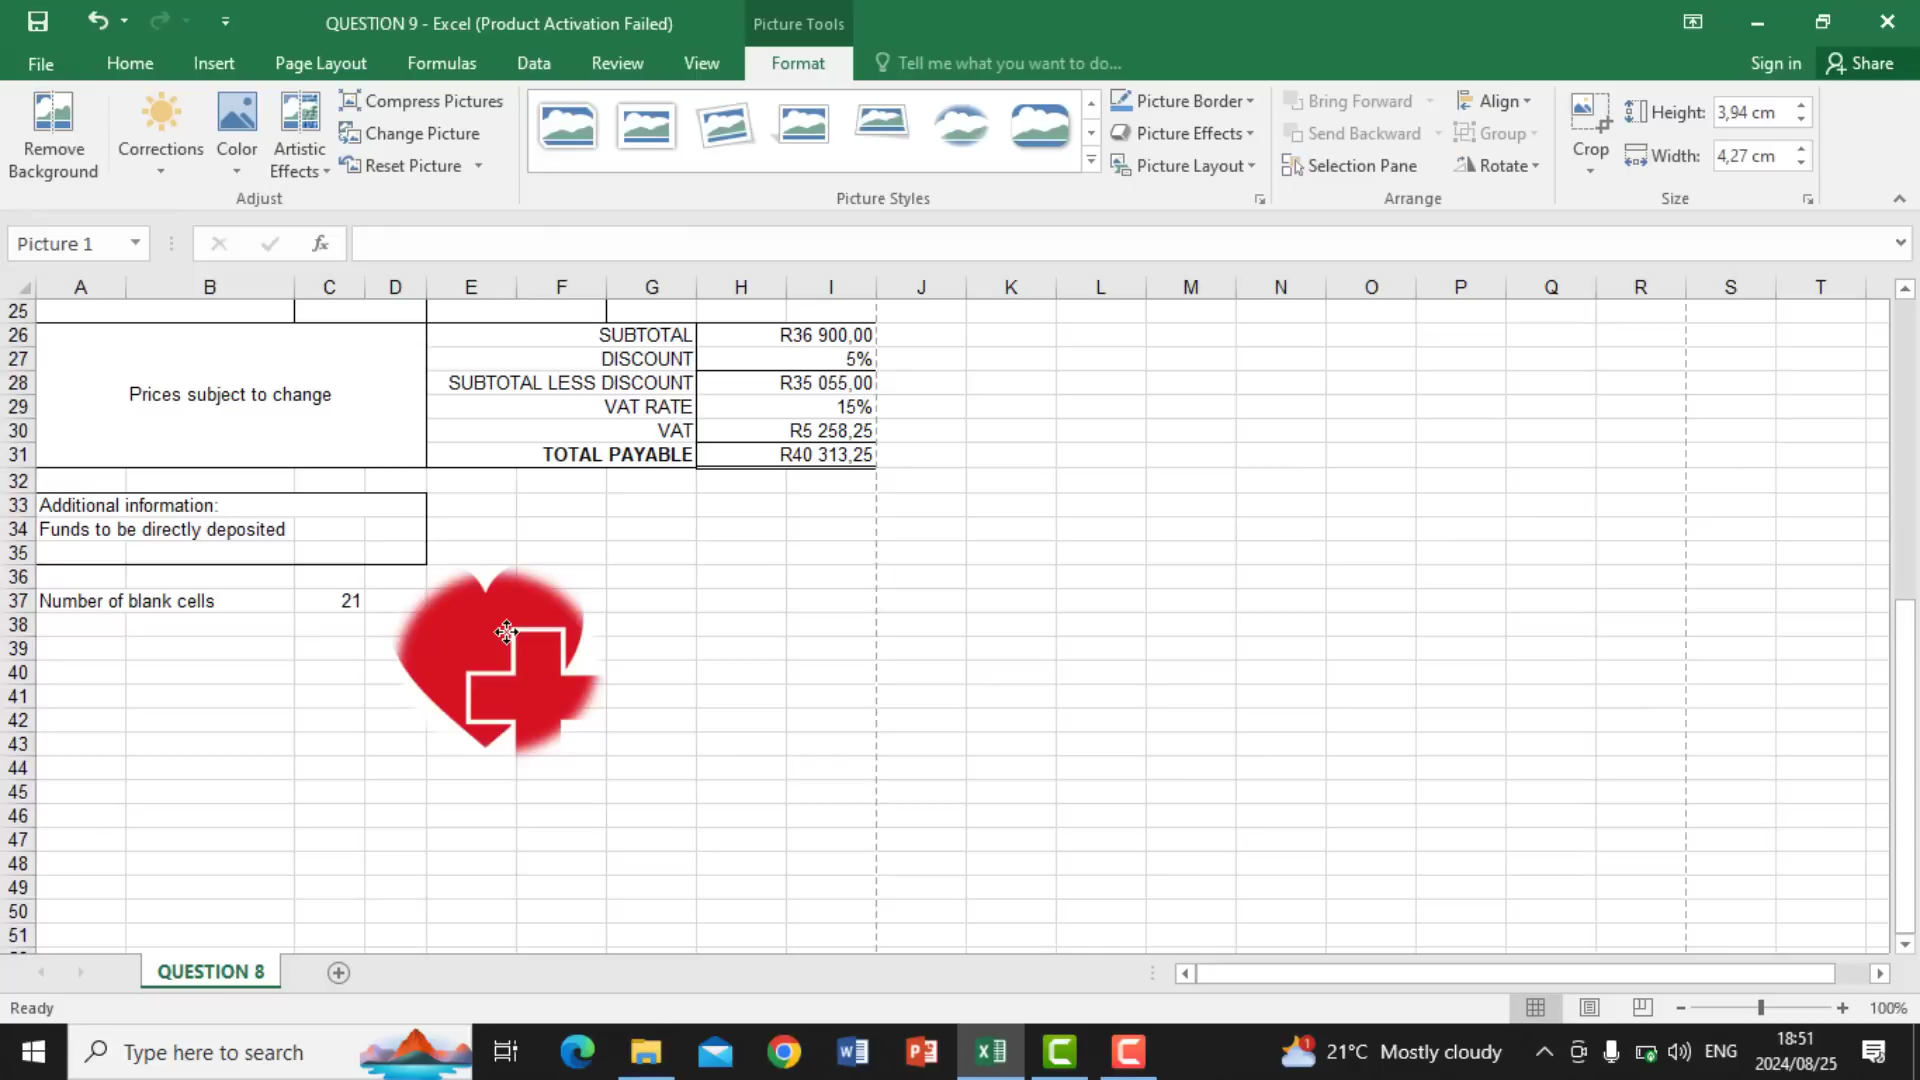 QUESTION 9 - Excel (Product Activation Failed)
Picture Tools
File
Home
Insert
Page Layout
Formulas
Data
Review
View
Format
Tell me what you want to do...
Sign in
Share
Remove Background
Corrections
Color
Artistic Effects
Compress Pictures
Change Picture
Reset Picture
Adjust
Picture Styles
Picture Border
Picture Effects
Picture Layout
Bring Forward
Send Backward
Selection Pane
Align
Group
Rotate
Arrange
Crop
Height: 3,94 cm
Width: 4,27 cm
Size
Picture 1
fx
A B C D E F G H I J K L M N O P Q R S T
25
26 SUBTOTAL R36 900,00
27 DISCOUNT 5%
28 SUBTOTAL LESS DISCOUNT R35 055,00
Prices subject to change
29 VAT RATE 15%
30 VAT R5 258,25
31 TOTAL PAYABLE R40 313,25
32
33 Additional information:
34 Funds to be directly deposited
35
36
37 Number of blank cells 21
38
39
40
41
42
43
44
45
46
47
48
49
50
51
QUESTION 8
Ready
100%
Type here to search
21°C Mostly cloudy
ENG
18:51
2024/08/25